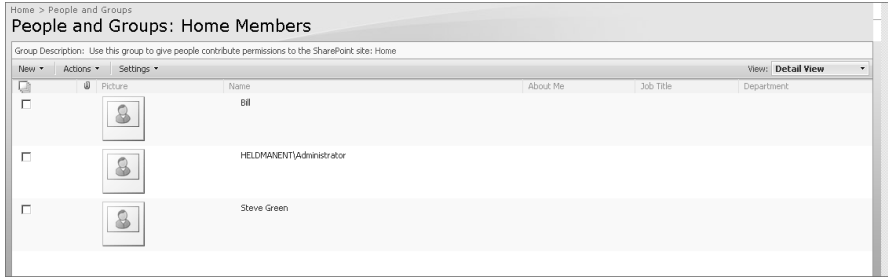 Home > People and Groups
People and Groups: Home Members
Group Description: Use this group to give people contribute permissions to the SharePoint site: Home
New Actions Settings View: Detail View
Picture Name About Me Job Title Department
Bill
HELDMANENT\Administrator
Steve Green